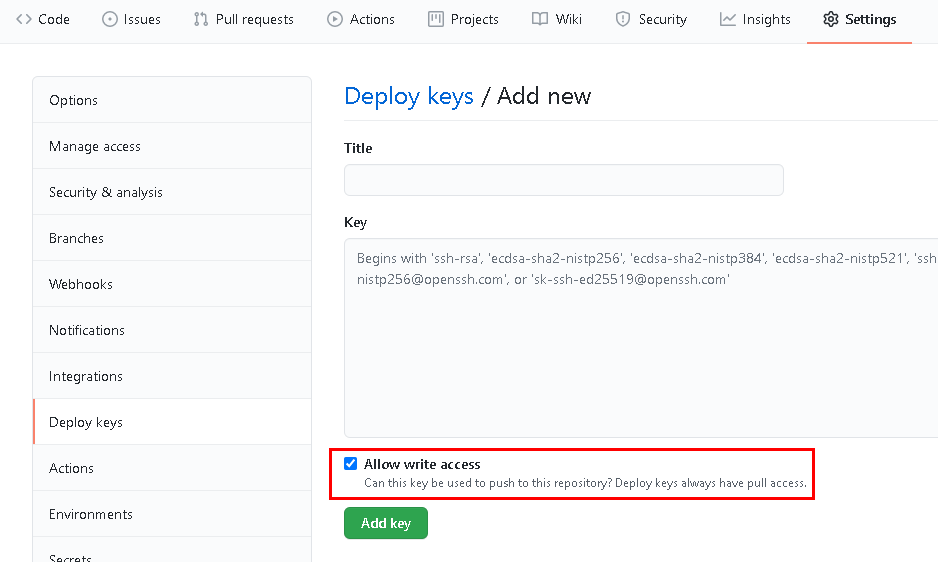 Code Issues Pull requests Actions Projects Wiki Security Insights Settings
Options
Manage access
Security & analysis
Branches
Webhooks
Notifications
Integrations
Deploy keys
Actions
Environments
Secrets
Deploy keys / Add new
Title
Key
Begins with 'ssh-rsa', 'ecdsa-sha2-nistp256', 'ecdsa-sha2-nistp384', 'ecdsa-sha2-nistp521', 'ssh
nistp256@openssh.com', or 'sk-ssh-ed25519@openssh.com'
Allow write access
Can this key be used to push to this repository? Deploy keys always have pull access.
Add key